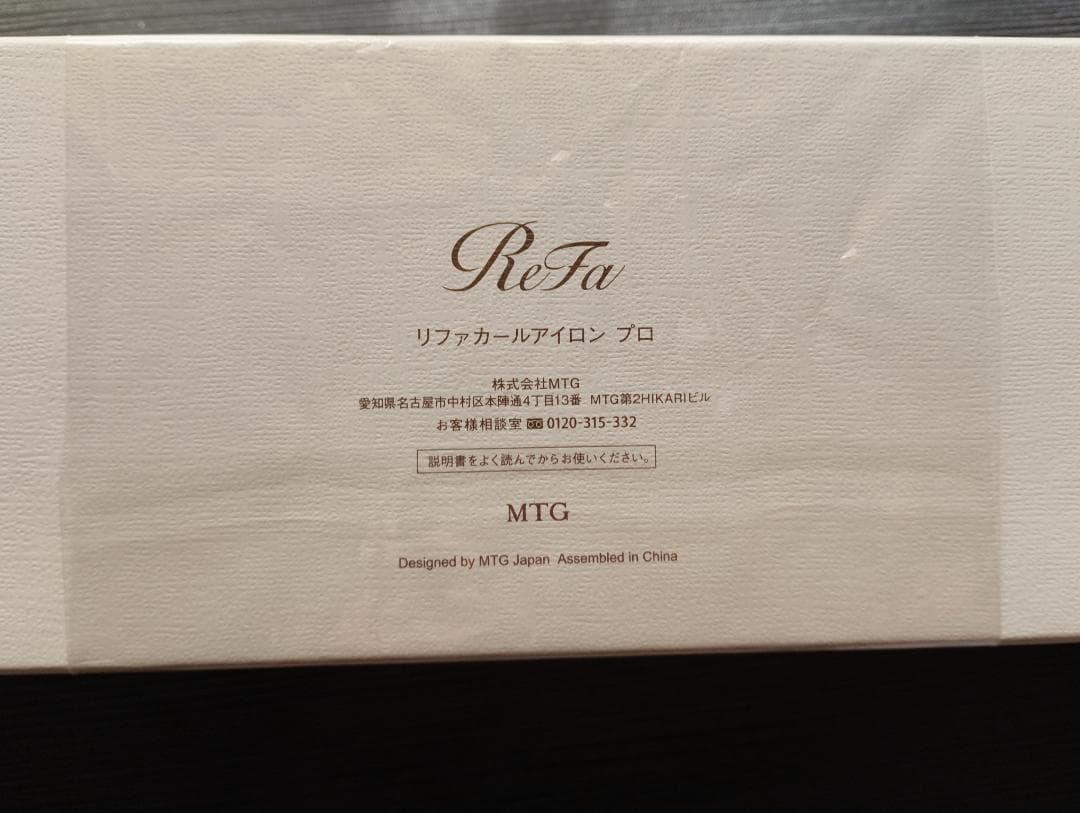 ReFa
リファカールアイロン プロ
株式会社MTG
愛知県名古屋市中村区本陣通4丁目13番 MTG第2HIKARIビル
お客様相談室 0120-315-332
説明書をよく読んでからお使いください。
MTG
Designed by MTG Japan Assembled in China